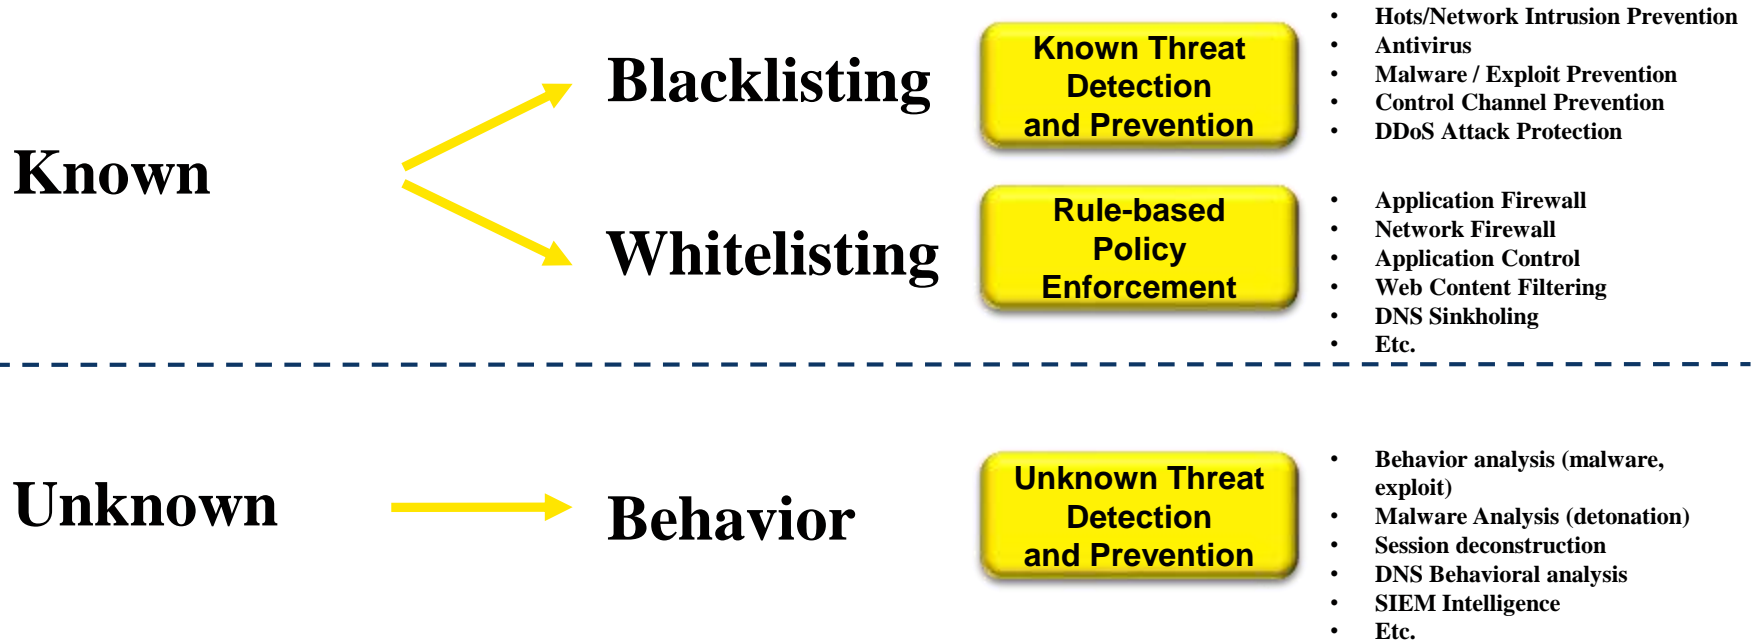 Known
Blacklisting
Known Threat
Detection
and Prevention
• Hots/Network Intrusion Prevention
• Antivirus
• Malware / Exploit Prevention
• Control Channel Prevention
• DDoS Attack Protection
Whitelisting
Rule-based
Policy
Enforcement
• Application Firewall
• Network Firewall
• Application Control
• Web Content Filtering
• DNS Sinkholing
• Etc.
Unknown
Behavior
Unknown Threat
Detection
and Prevention
• Behavior analysis (malware,
exploit)
• Malware Analysis (detonation)
• Session deconstruction
• DNS Behavioral analysis
• SIEM Intelligence
• Etc.